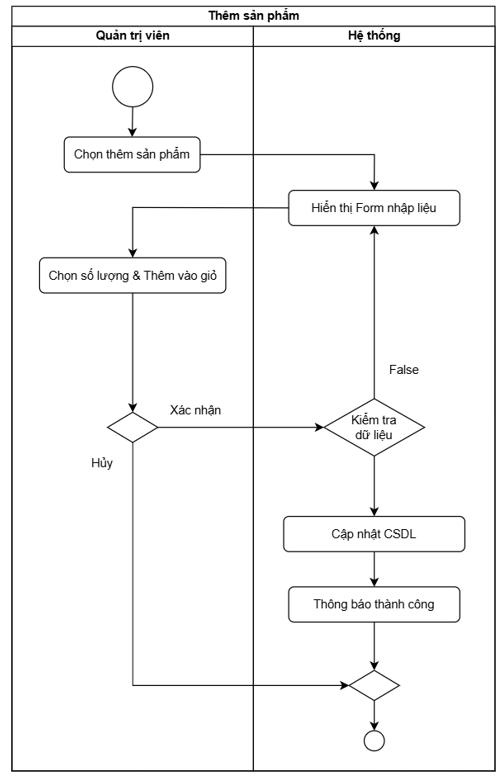 Thêm sản phẩm
Quản trị viên
Hệ thống
Chọn thêm sản phẩm
Hiển thị Form nhập liệu
Chọn số lượng & Thêm vào giỏ
False
Xác nhận
Kiểm tra
dữ liệu
Hủy
Cập nhật CSDL
Thông báo thành công